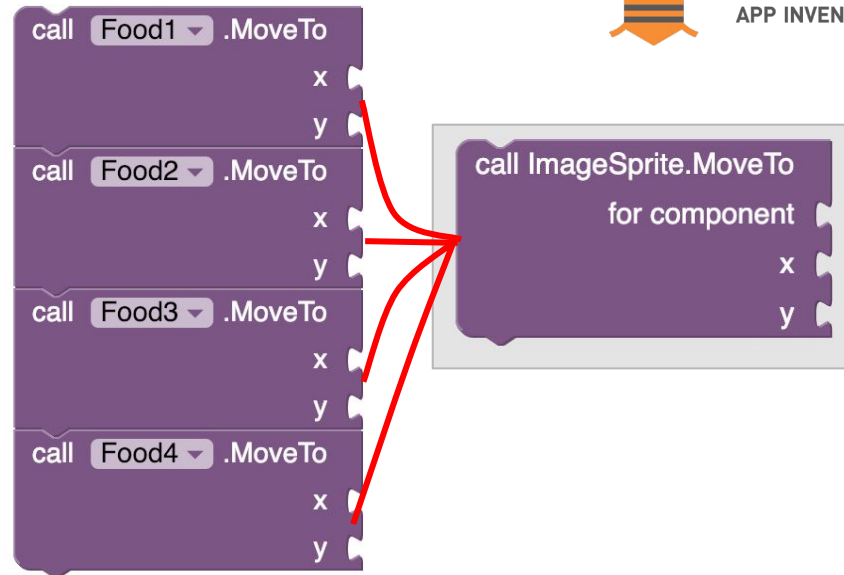 call Food1 .MoveTo
x
y
call Food2 .MoveTo
x
y
call Food3 .MoveTo
x
y
call Food4 .MoveTo
x
y
APP INVEN
call ImageSprite.MoveTo
for component
x
y